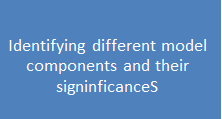 Identifying different model
components and their
signinficanceS